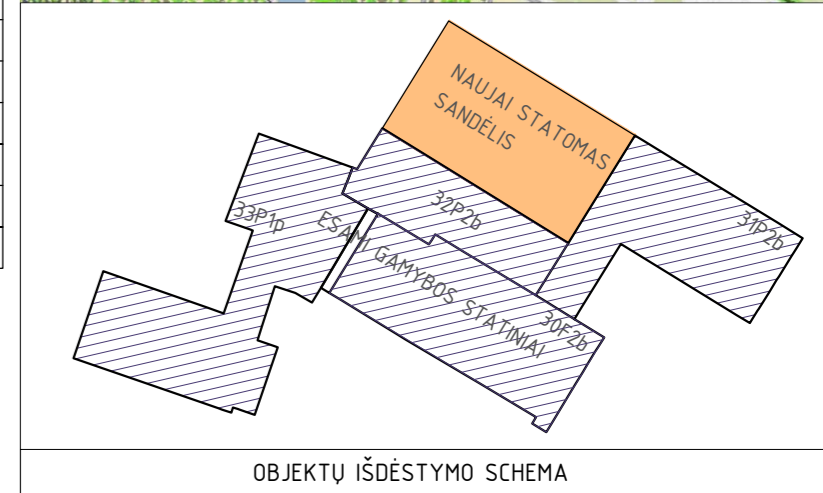 NAUJAI STATOMAS
SANDĖLIS
32P2b
31P2b
33P1p
ESAMI GAMYBOS STATINIAI
30F2b
OBJEKTŲ IŠDĖSTYMO SCHEMA